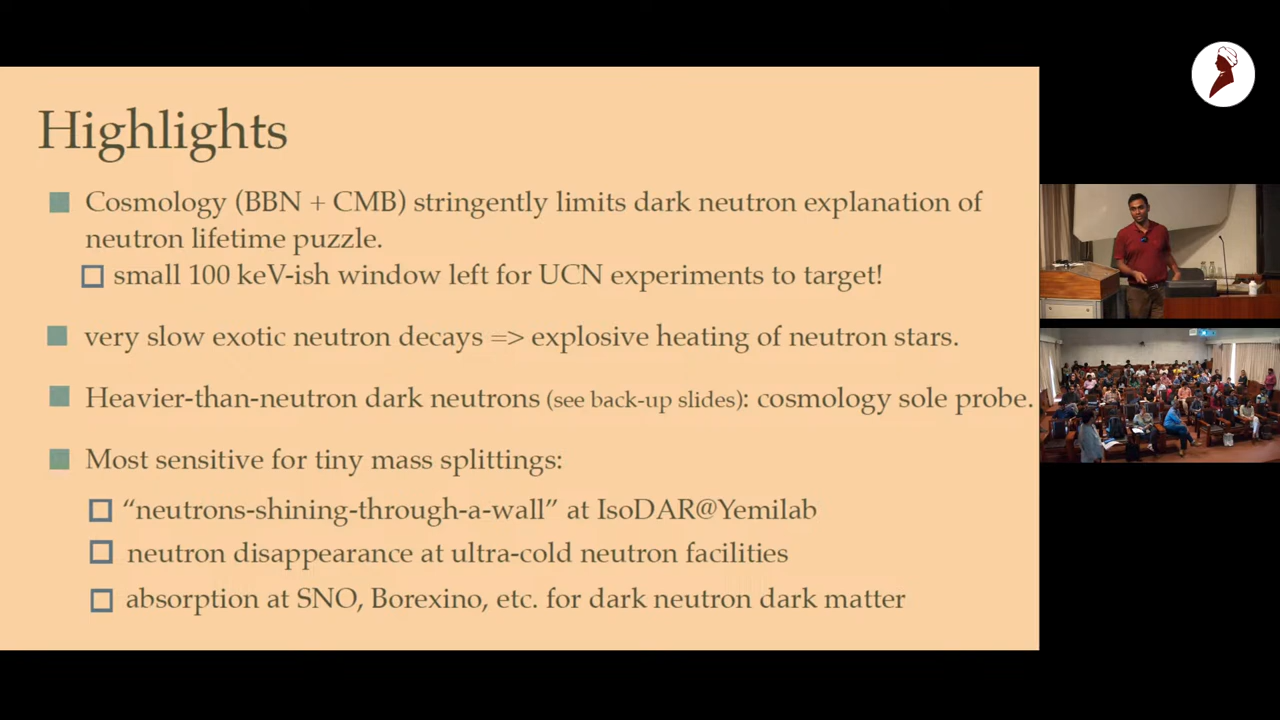 Highlights
Cosmology (BBN + CMB) stringently limits dark neutron explanation of
neutron lifetime puzzle.
small 100 keV-ish window left for UCN experiments to target!
very slow exotic neutron decays => explosive heating of neutron stars.
Heavier-than-neutron dark neutrons (see back-up slides): cosmology sole probe.
Most sensitive for tiny mass splittings:
“neutrons-shining-through-a-wall” at IsoDAR@Yemilab
neutron disappearance at ultra-cold neutron facilities
absorption at SNO, Borexino, etc. for dark neutron dark matter